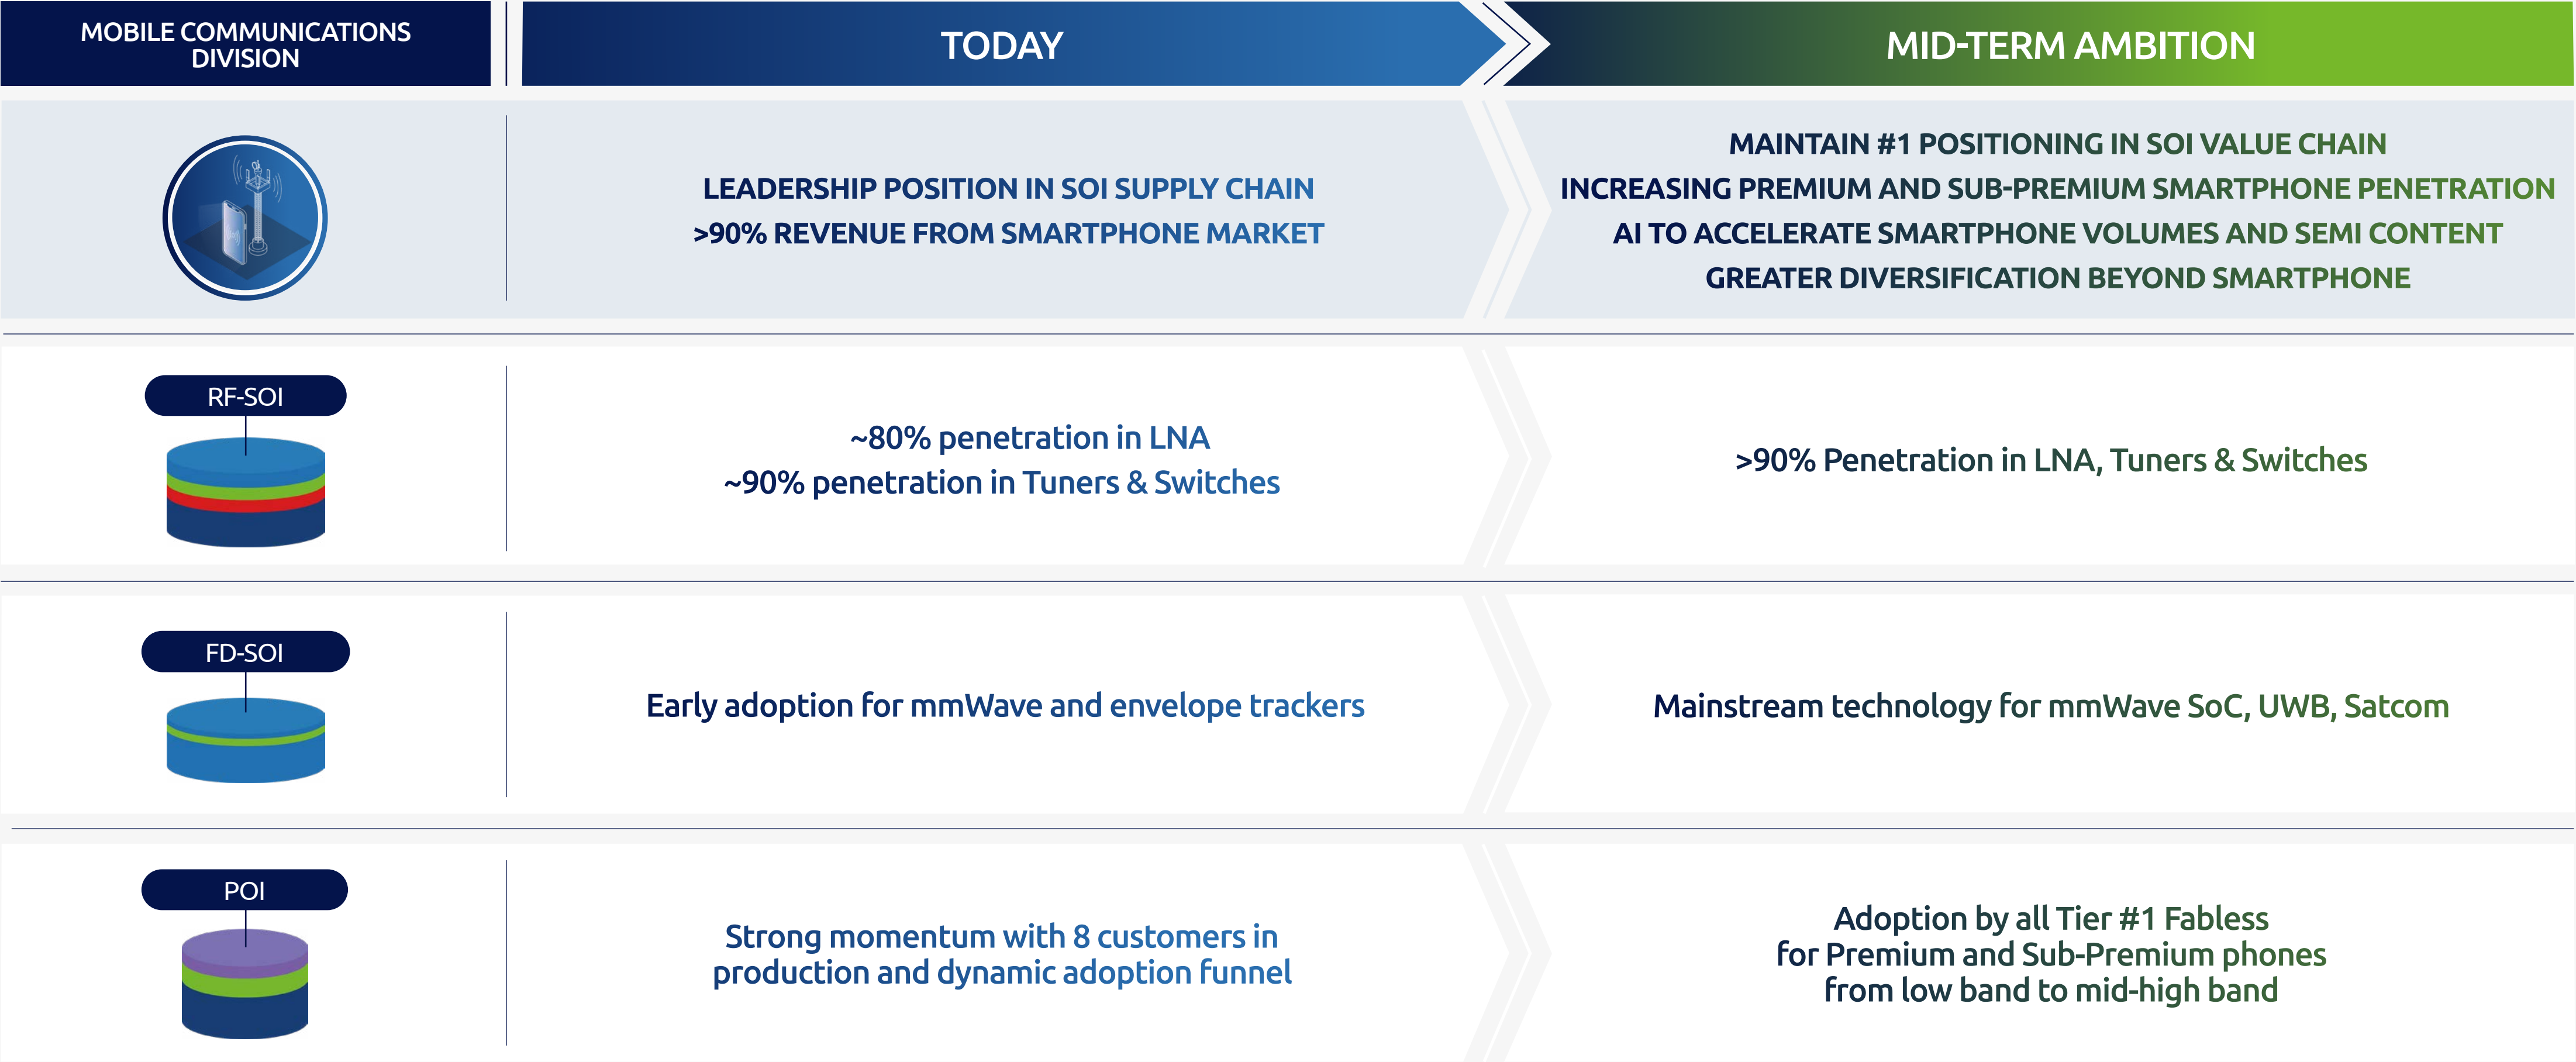 MOBILE COMMUNICATIONS
DIVISION
TODAY
MID-TERM AMBITION
LEADERSHIP POSITION IN SOI SUPPLY CHAIN
>90% REVENUE FROM SMARTPHONE MARKET
MAINTAIN #1 POSITIONING IN SOI VALUE CHAIN
INCREASING PREMIUM AND SUB-PREMIUM SMARTPHONE PENETRATION
AI TO ACCELERATE SMARTPHONE VOLUMES AND SEMI CONTENT
GREATER DIVERSIFICATION BEYOND SMARTPHONE
RF-SOI
~80% penetration in LNA
~90% penetration in Tuners & Switches
>90% Penetration in LNA, Tuners & Switches
FD-SOI
Early adoption for mmWave and envelope trackers
Mainstream technology for mmWave SoC, UWB, Satcom
POI
Strong momentum with 8 customers in
production and dynamic adoption funnel
Adoption by all Tier #1 Fabless
for Premium and Sub-Premium phones
from low band to mid-high band